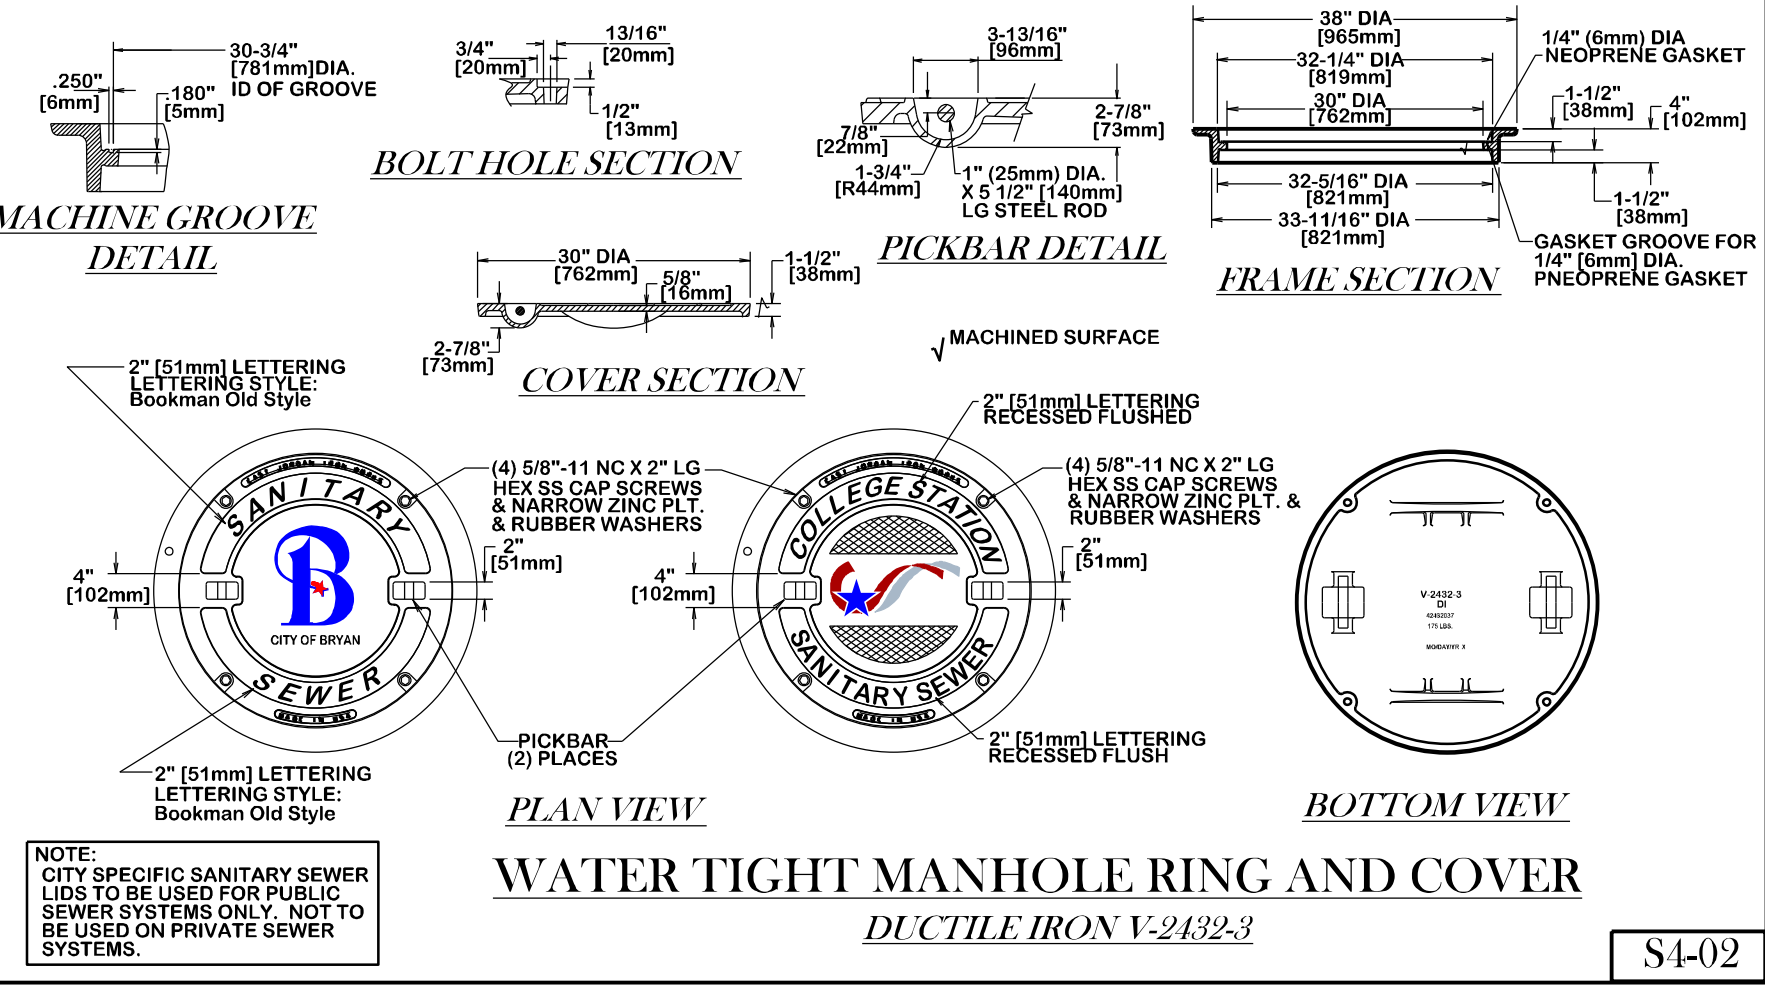 30-3/4"
[781mm]DIA.
ID OF GROOVE
.250"
[6mm]
.180"
[5mm]
MACHINE GROOVE
DETAIL
3/4"
[20mm]
13/16"
[20mm]
1/2"
[13mm]
BOLT HOLE SECTION
3-13/16"
[96mm]
2-7/8"
[73mm]
7/8"
[22mm]
1-3/4"
[R44mm]
1" (25mm) DIA.
X 5 1/2" [140mm]
LG STEEL ROD
PICKBAR DETAIL
38" DIA
[965mm]
32-1/4" DIA
[819mm]
30" DIA
[762mm]
1/4" (6mm) DIA
NEOPRENE GASKET
1-1/2"
[38mm]
4"
[102mm]
32-5/16" DIA
[821mm]
33-11/16" DIA
[821mm]
1-1/2"
[38mm]
GASKET GROOVE FOR
1/4" [6mm] DIA.
PNEOPRENE GASKET
FRAME SECTION
30" DIA
[762mm]
5/8"
[16mm]
1-1/2"
[38mm]
2-7/8"
[73mm]
COVER SECTION
√ MACHINED SURFACE
2" [51mm] LETTERING
LETTERING STYLE:
Bookman Old Style
(4) 5/8"-11 NC X 2" LG
HEX SS CAP SCREWS
& NARROW ZINC PLT.
& RUBBER WASHERS
2"
[51mm]
4"
[102mm]
SANITARY
B
CITY OF BRYAN
SEWER
MADE IN USA
2" [51mm] LETTERING
LETTERING STYLE:
Bookman Old Style
PICKBAR
(2) PLACES
PLAN VIEW
2" [51mm] LETTERING
RECESSED FLUSHED
(4) 5/8"-11 NC X 2" LG
HEX SS CAP SCREWS
& NARROW ZINC PLT. &
RUBBER WASHERS
2"
[51mm]
4"
[102mm]
COLLEGE STATION
SANITARY SEWER
MADE IN USA
2" [51mm] LETTERING
RECESSED FLUSH
V-2432-3
DI
42432037
175 LBS.
MO/DAY/YR X
BOTTOM VIEW
NOTE:
CITY SPECIFIC SANITARY SEWER
LIDS TO BE USED FOR PUBLIC
SEWER SYSTEMS ONLY. NOT TO
BE USED ON PRIVATE SEWER
SYSTEMS.
WATER TIGHT MANHOLE RING AND COVER
DUCTILE IRON V-2432-3
S4-02